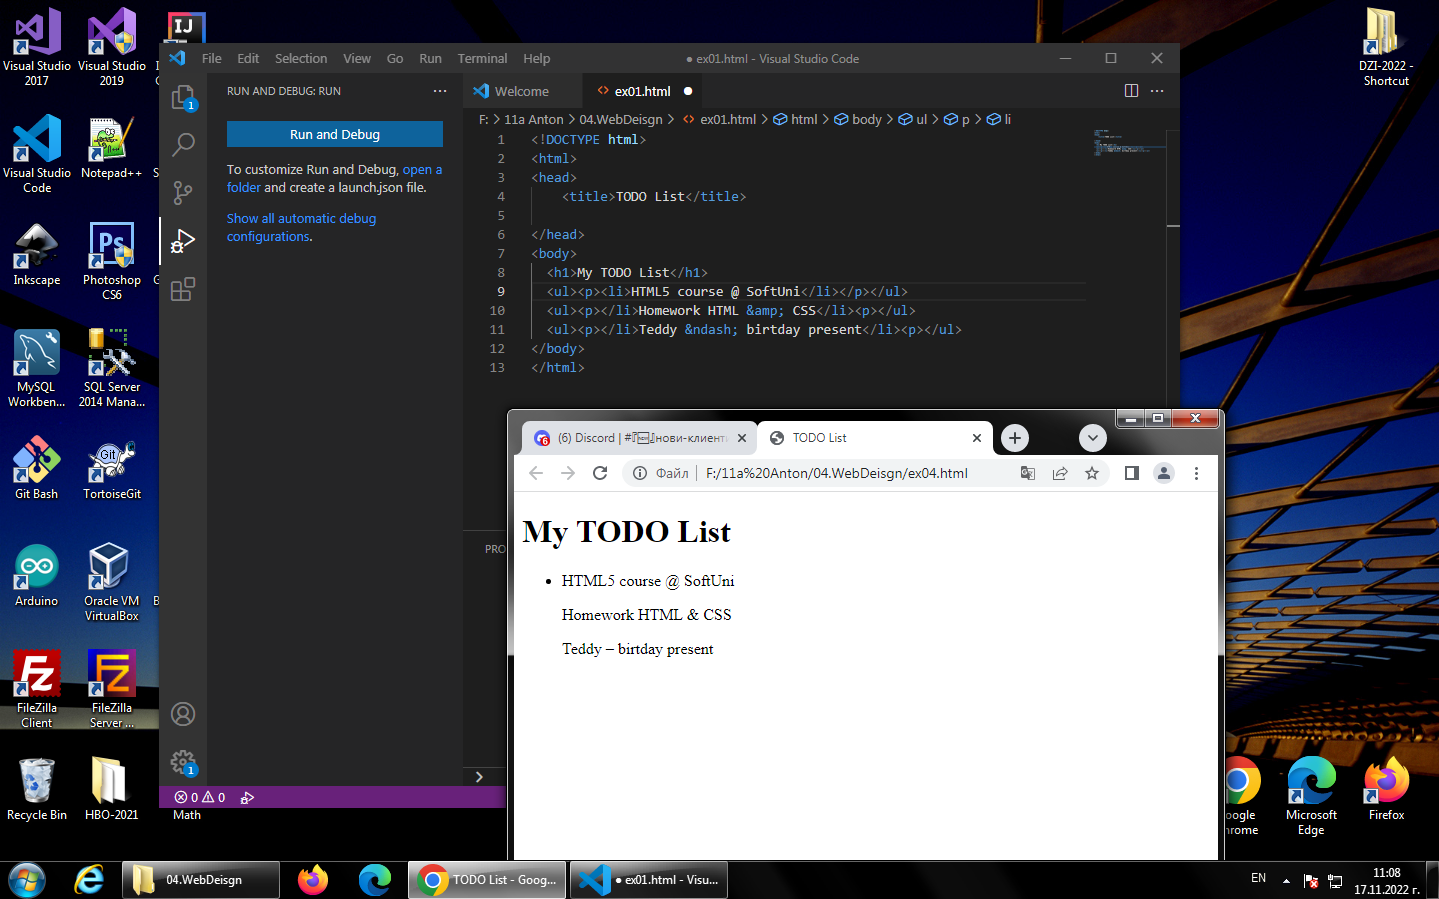 Visual Studio 2017
Visual Studio 2019
Visual Studio Code
Notepad++
Inkscape
Photoshop CS6
MySQL Workben...
SQL Server 2014 Mana...
Git Bash
TortoiseGit
Arduino
Oracle VM VirtualBox
FileZilla Client
FileZilla Server ...
Recycle Bin
HBO-2021
Math
DZI-2022 - Shortcut
File Edit Selection View Go Run Terminal Help
● ex01.html - Visual Studio Code
RUN AND DEBUG: RUN
Run and Debug
To customize Run and Debug, open a
folder and create a launch.json file.
Show all automatic debug
configurations.
Welcome
ex01.html
F: > 11a Anton > 04.WebDeisgn > ex01.html > html > body > ul > p > li
1 <!DOCTYPE html>
2 <html>
3 <head>
4 <title>TODO List</title>
5
6 </head>
7 <body>
8 <h1>My TODO List</h1>
9 <ul><p><li>HTML5 course @ SoftUni</li></p></ul>
10 <ul><p></li>Homework HTML &amp; CSS</li><p></ul>
11 <ul><p></li>Teddy &ndash; birtday present</li><p></ul>
12 </body>
13 </html>
PRO
0 0
(6) Discord | #
нови-клиент
TODO List
Файл F:/11a%20Anton/04.WebDeisgn/ex04.html
My TODO List
• HTML5 course @ SoftUni
Homework HTML & CSS
Teddy – birtday present
Microsoft Edge
Firefox
04.WebDeisgn
TODO List - Goog...
● ex01.html - Visu...
EN
11:08
17.11.2022 г.